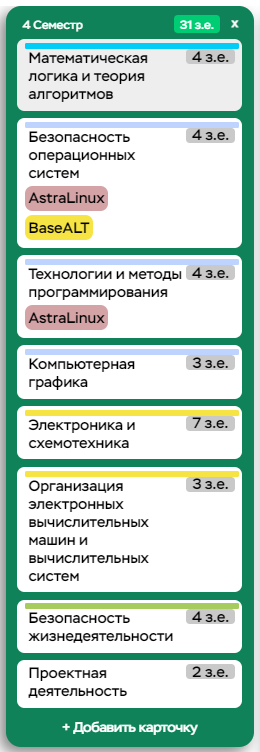 4 Семестр 31 з.е. x
Математическая 4 з.е.
логика и теория
алгоритмов
Безопасность 4 з.е.
операционных
систем
AstraLinux
BaseALT
Технологии и методы 4 з.е.
программирования
AstraLinux
Компьютерная 3 з.е.
графика
Электроника и 7 з.е.
схемотехника
Организация 3 з.е.
электронных
вычислительных
машин и
вычислительных
систем
Безопасность 4 з.е.
жизнедеятельности
Проектная 2 з.е.
деятельность
+ Добавить карточку